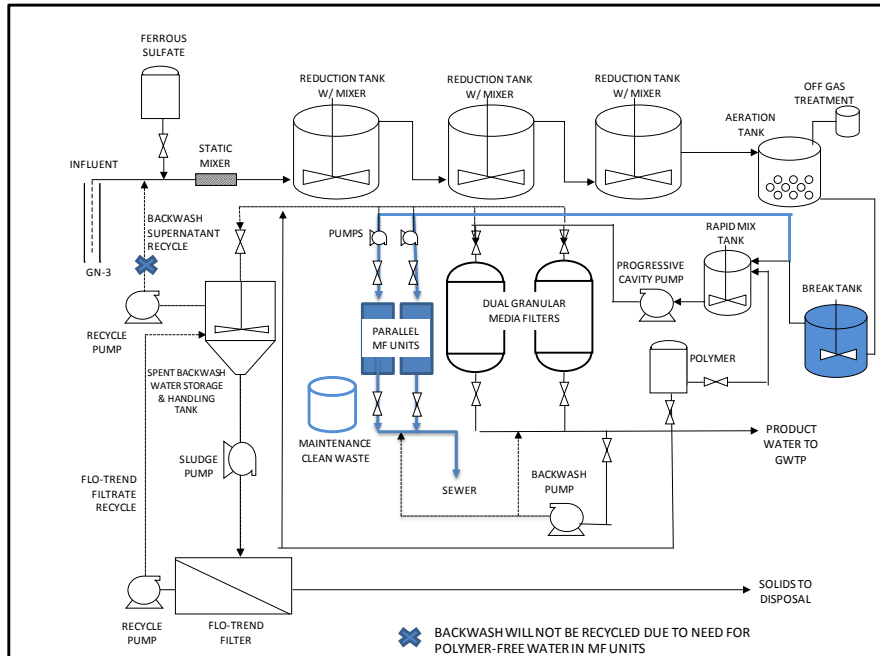 FERROUS
SULFATE
REDUCTION TANK
W/ MIXER
REDUCTION TANK
W/ MIXER
REDUCTION TANK
W/ MIXER
OFF GAS
TREATMENT
AERATION
TANK
INFLUENT
STATIC
MIXER
BACKWASH
SUPERNATANT
RECYCLE
GN-3
PUMPS
RAPID MIX
TANK
PROGRESSIVE
CAVITY PUMP
BREAK TANK
RECYCLE
PUMP
PARALLEL
MF UNITS
DUAL GRANULAR
MEDIA FILTERS
POLYMER
SPENT BACKWASH
WATER STORAGE
& HANDLING
TANK
MAINTENANCE
CLEAN WASTE
PRODUCT
WATER TO
GWTP
SLUDGE
PUMP
SEWER
BACKWASH
PUMP
FLO-TREND
FILTRATE
RECYCLE
RECYCLE
PUMP
FLO-TREND
FILTER
SOLIDS TO
DISPOSAL
BACKWASH WILL NOT BE RECYCLED DUE TO NEED FOR
POLYMER-FREE WATER IN MF UNITS